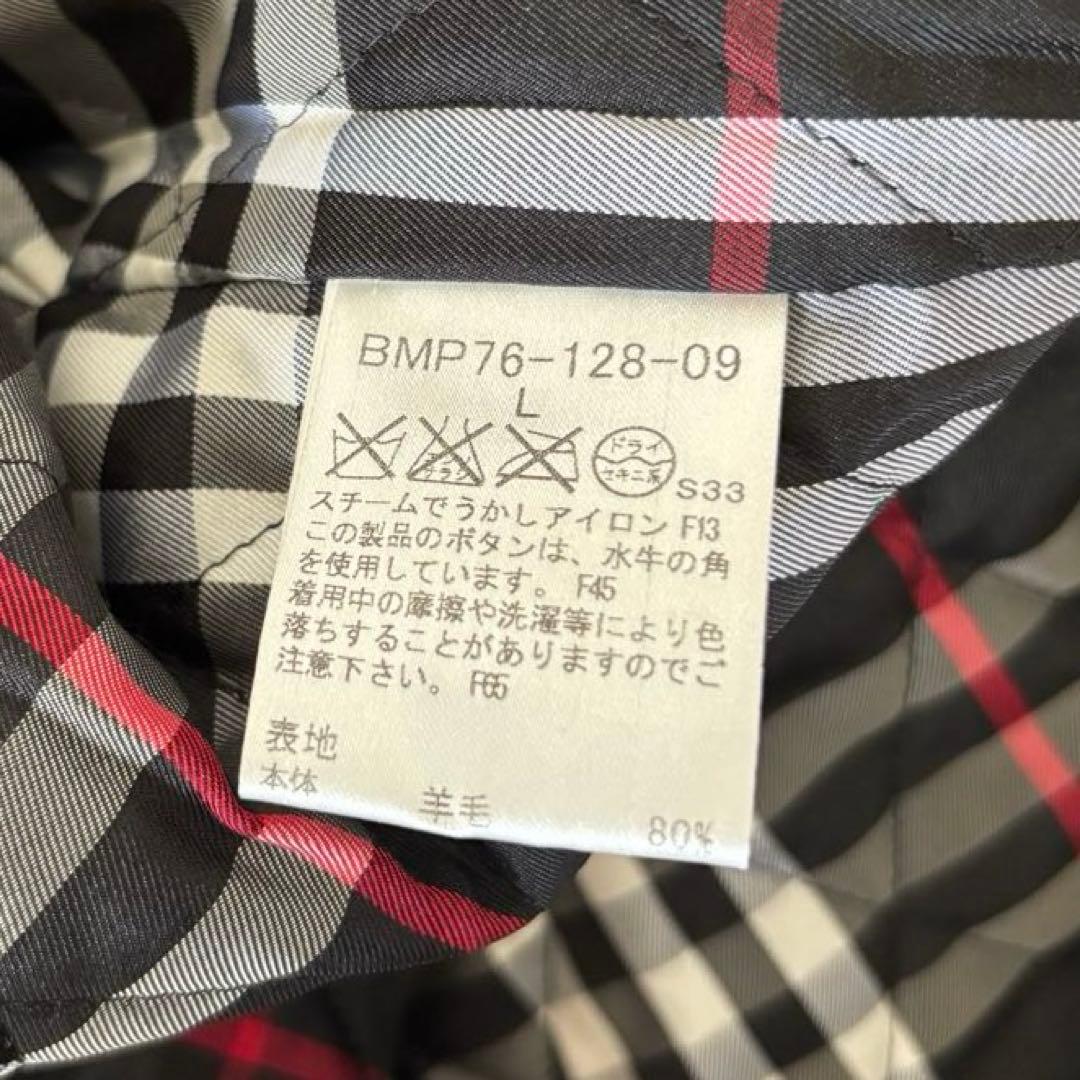 BMP76-128-09
L
ドライ
セキユ系
S33
スチームでうかしアイロン F13
この製品のボタンは、水牛の角
を使用しています。 F45
着用中の摩擦や洗濯等により色
落ちすることがありますのでご
注意下さい。 F65
表地
本体
羊毛 80%